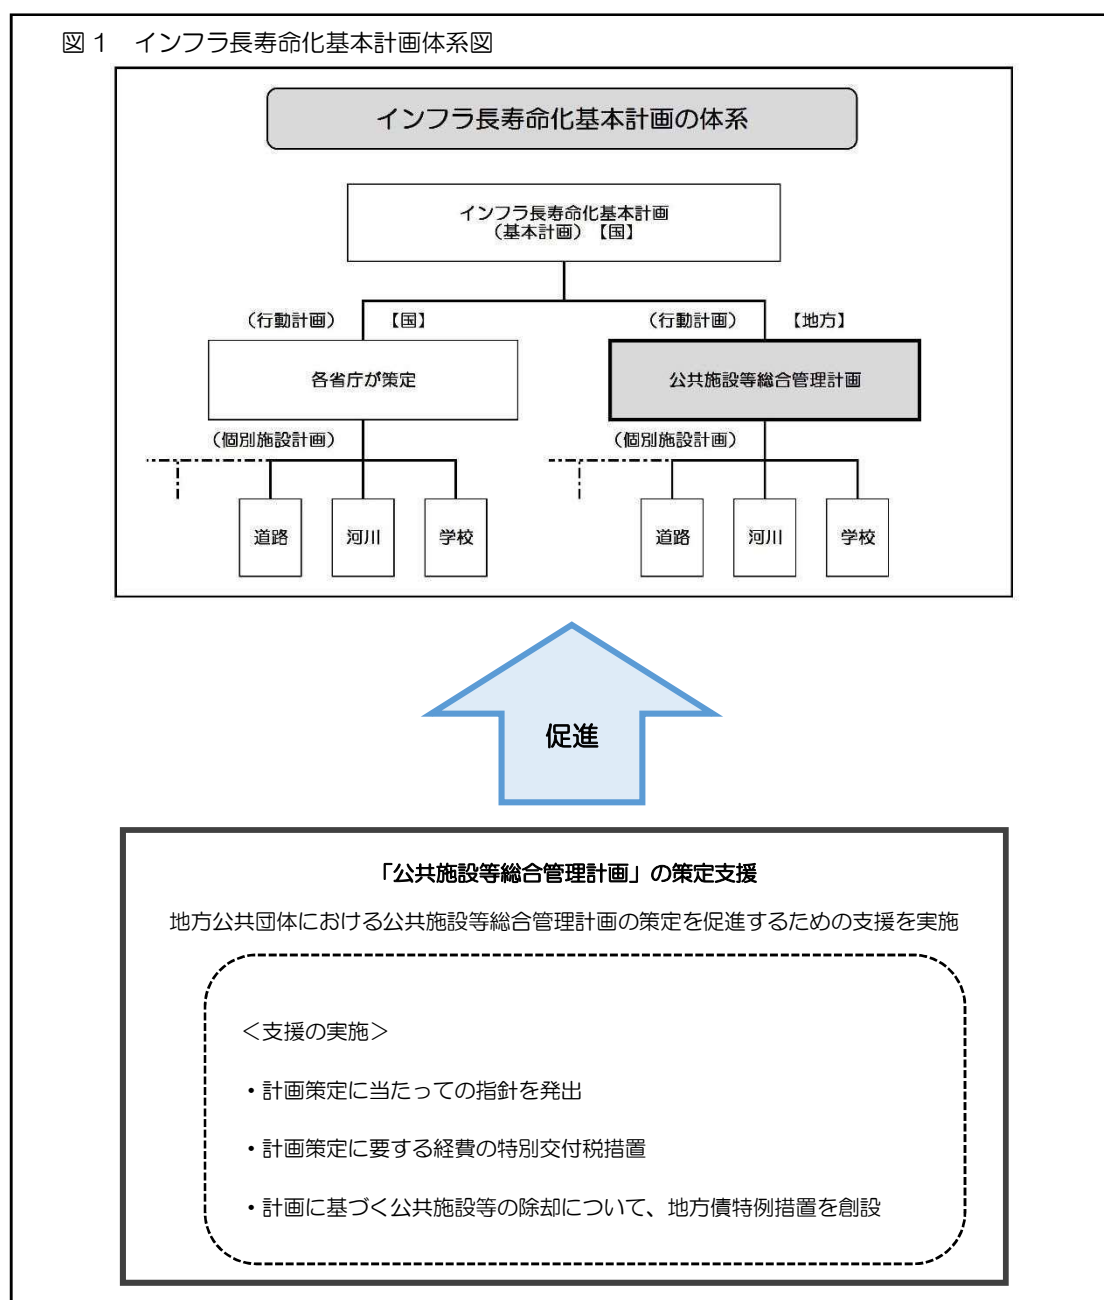 図１　インフラ長寿命化基本計画体系図
インフラ長寿命化基本計画の体系
インフラ長寿命化基本計画
（基本計画）【国】
（行動計画）　【国】
（行動計画）　【地方】
各省庁が策定
公共施設等総合管理計画
（個別施設計画）
（個別施設計画）
道路
河川
学校
道路
河川
学校
促進
「公共施設等総合管理計画」の策定支援
地方公共団体における公共施設等総合管理計画の策定を促進するための支援を実施
＜支援の実施＞
・計画策定に当たっての指針を発出
・計画策定に要する経費の特別交付税措置
・計画に基づく公共施設等の除却について、地方債特例措置を創設